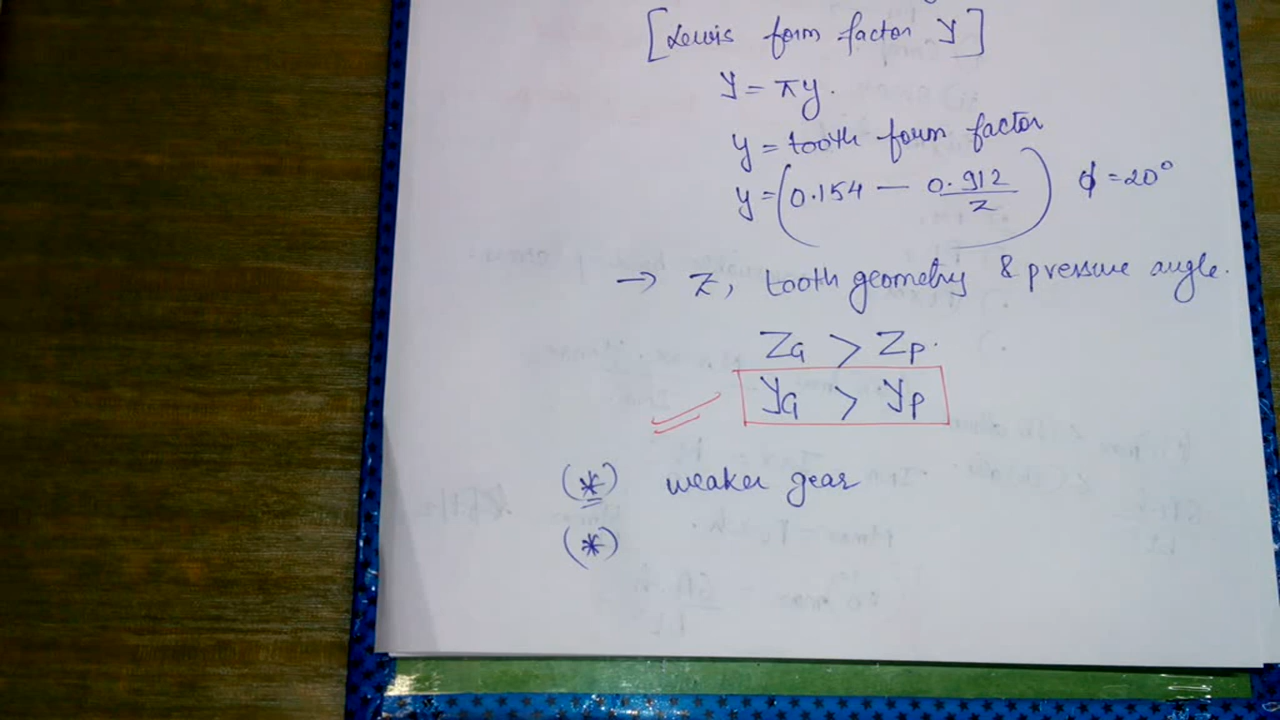 [Lewis form factor Y]
Y = πy.
y = tooth form factor
y = (0.154 — 0.912/z) ϕ = 20°
→ z, tooth geometry & pressure angle.
ZG > ZP.
YG > YP
(*) weaker gear
(*)